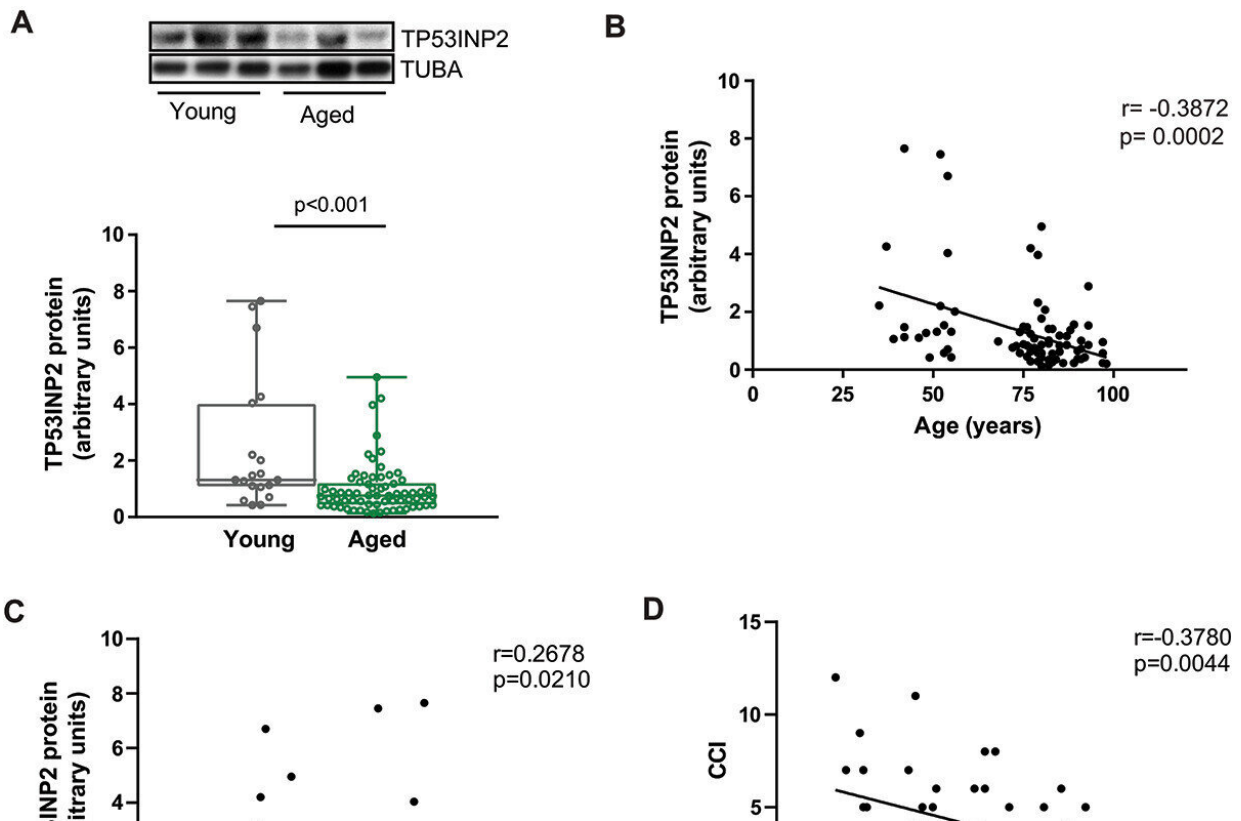 A
TP53INP2
TUBA
Young
Aged
p<0.001
TP53INP2 protein
(arbitrary units)
10
8
6
4
2
0
Young
Aged
B
r= -0.3872
p= 0.0002
TP53INP2 protein
(arbitrary units)
10
8
6
4
2
0
0
25
50
75
100
Age (years)
C
r=0.2678
p=0.0210
protein
units)
10
8
6
4
D
r=-0.3780
p=0.0044
CCI
15
10
5